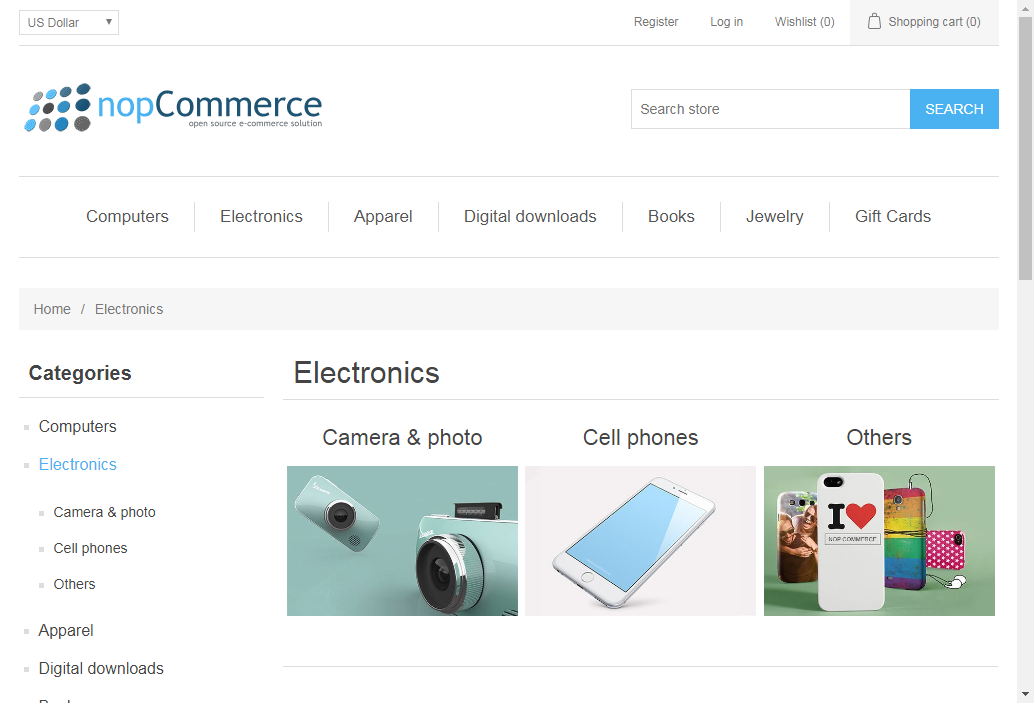 US Dollar
Register
Log in
Wishlist (0)
Shopping cart (0)
nopCommerce
open source e-commerce solution
Search store
SEARCH
Computers
Electronics
Apparel
Digital downloads
Books
Jewelry
Gift Cards
Home / Electronics
Categories
Computers
Electronics
Camera & photo
Cell phones
Others
Apparel
Digital downloads
Electronics
Camera & photo
Cell phones
Others
I
NOP COMMERCE